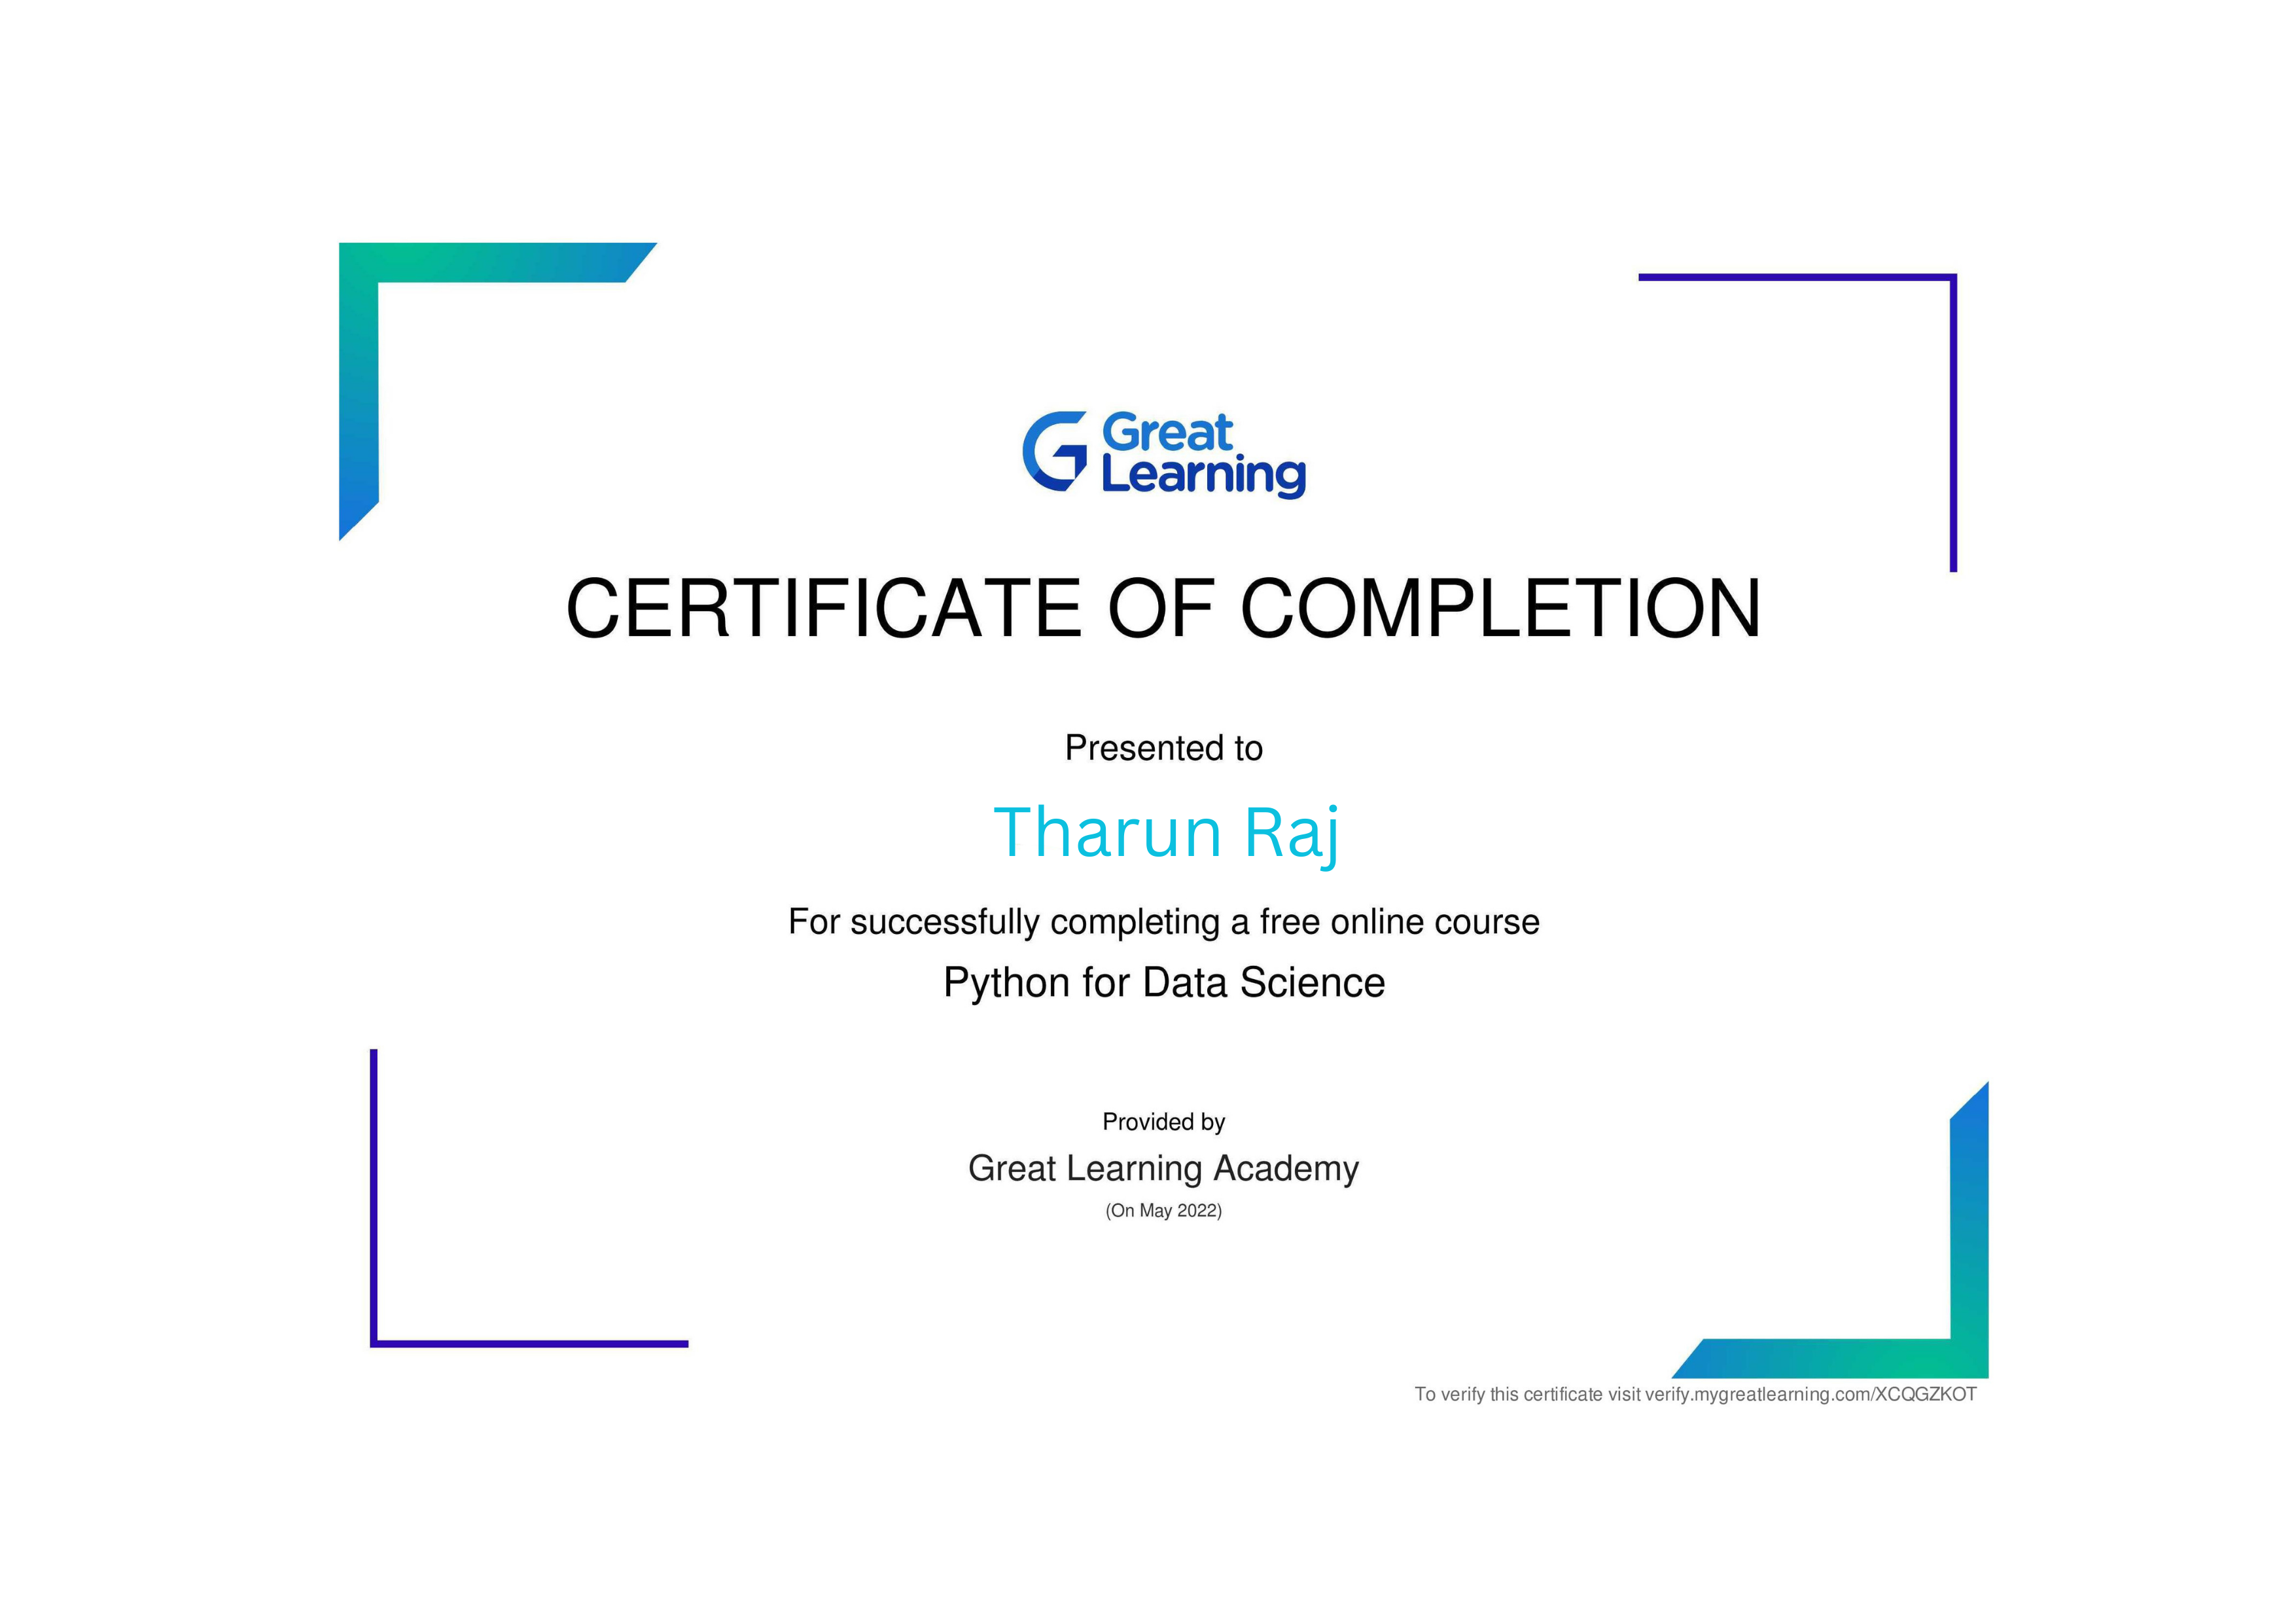 Great
Learning
CERTIFICATE OF COMPLETION
Presented to
Tharun Raj
For successfully completing a free online course
Python for Data Science
Provided by
Great Learning Academy
(On May 2022)
To verify this certificate visit verify.mygreatlearning.com/XCQGZKOT